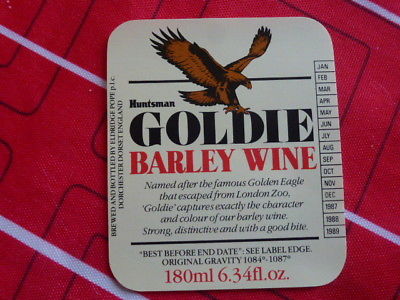 Huntsman
GOLDIE
BARLEY WINE
Named after the famous Golden Eagle
that escaped from London Zoo,
'Goldie' captures exactly the character
and colour of our barley wine.
Strong, distinctive and with a good bite.
"BEST BEFORE END DATE": SEE LABEL EDGE.
ORIGINAL GRAVITY 1084°-1087°
180ml 6.34fl.oz.
BREWED AND BOTTLED BY ELDRIDGE POPE p.l.c.
DORCHESTER DORSET ENGLAND
JAN
FEB
MAR
APR
MAY
JUN
JLY
AUG
SEP
OCT
NOV
DEC
1987
1988
1989